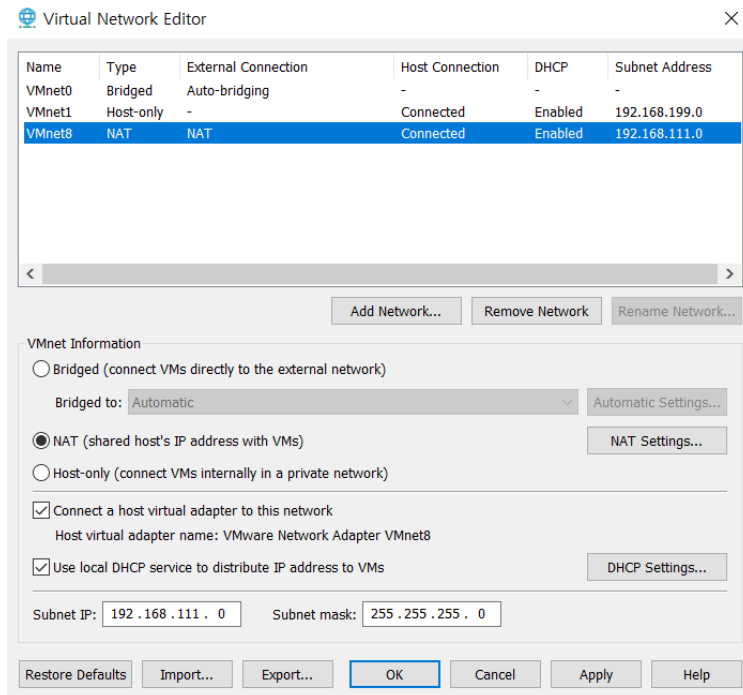 Virtual Network Editor
Name Type External Connection Host Connection DHCP Subnet Address
VMnet0 Bridged Auto-bridging - - -
VMnet1 Host-only - Connected Enabled 192.168.199.0
VMnet8 NAT NAT Connected Enabled 192.168.111.0
Add Network... Remove Network Rename Network...
VMnet Information
Bridged (connect VMs directly to the external network)
Bridged to: Automatic Automatic Settings...
NAT (shared host's IP address with VMs) NAT Settings...
Host-only (connect VMs internally in a private network)
Connect a host virtual adapter to this network
Host virtual adapter name: VMware Network Adapter VMnet8
Use local DHCP service to distribute IP address to VMs DHCP Settings...
Subnet IP: 192 . 168 . 111 . 0 Subnet mask: 255 . 255 . 255 . 0
Restore Defaults Import... Export... OK Cancel Apply Help